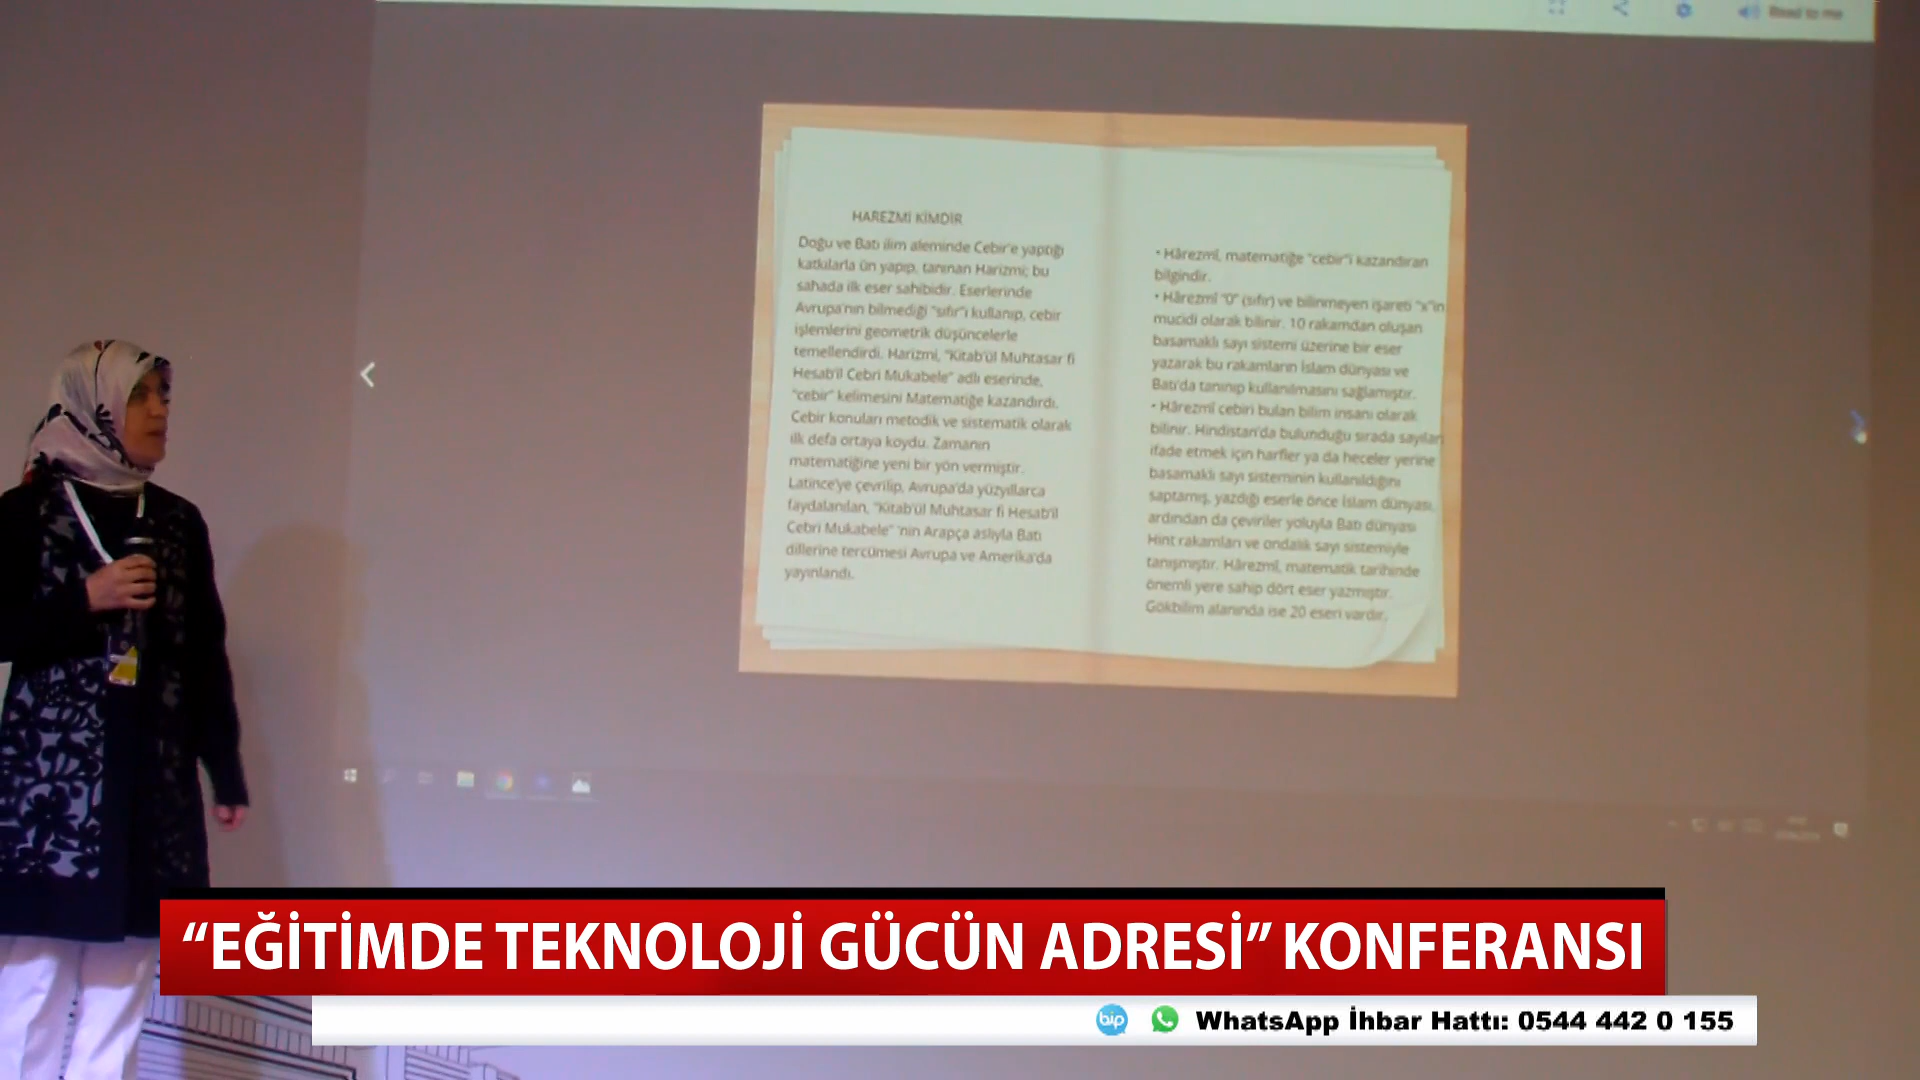 Read to me
HAREZMİ KİMDİR
Doğu ve Batı ilim aleminde Cebir'e yaptığı
katkılarla ün yapıp, tanınan Harizmi; bu
sahada ilk eser sahibidir. Eserlerinde
Avrupa'nın bilmediği "sıfır"ı kullanıp, cebir
işlemlerini geometrik düşüncelerle
temellendirdi. Harizmi, "Kitab'ül Muhtasar fi
Hesab'il Cebri Mukabele" adlı eserinde,
"cebir" kelimesini Matematiğe kazandırdı.
Cebir konuları metodik ve sistematik olarak
ilk defa ortaya koydu. Zamanın
matematiğine yeni bir yön vermiştir.
Latince'ye çevrilip, Avrupa'da yüzyıllarca
faydalanılan, "Kitab'ül Muhtasar fi Hesab'il
Cebri Mukabele" 'nin Arapça aslıyla Batı
dillerine tercümesi Avrupa ve Amerika'da
yayınlandı.
• Hârezmî, matematiğe "cebir"i kazandıran
bilgindir.
• Hârezmî "0" (sıfır) ve bilinmeyen işareti "x"in
mucidi olarak bilinir. 10 rakamdan oluşan
basamaklı sayı sistemi üzerine bir eser
yazarak bu rakamların İslam dünyası ve
Batı'da tanınıp kullanılmasını sağlamıştır.
• Hârezmî cebiri bulan bilim insanı olarak
bilinir. Hindistan'da bulunduğu sırada sayıları
ifade etmek için harfler ya da heceler yerine
basamaklı sayı sisteminin kullanıldığını
saptamış, yazdığı eserle önce İslam dünyası,
ardından da çeviriler yoluyla Batı dünyası
Hint rakamları ve ondalık sayı sistemiyle
tanışmıştır. Hârezmî, matematik tarihinde
önemli yere sahip dört eser yazmıştır.
Gökbilim alanında ise 20 eseri vardır.
"EĞİTİMDE TEKNOLOJİ GÜCÜN ADRESİ" KONFERANSI
bip WhatsApp İhbar Hattı: 0544 442 0 155